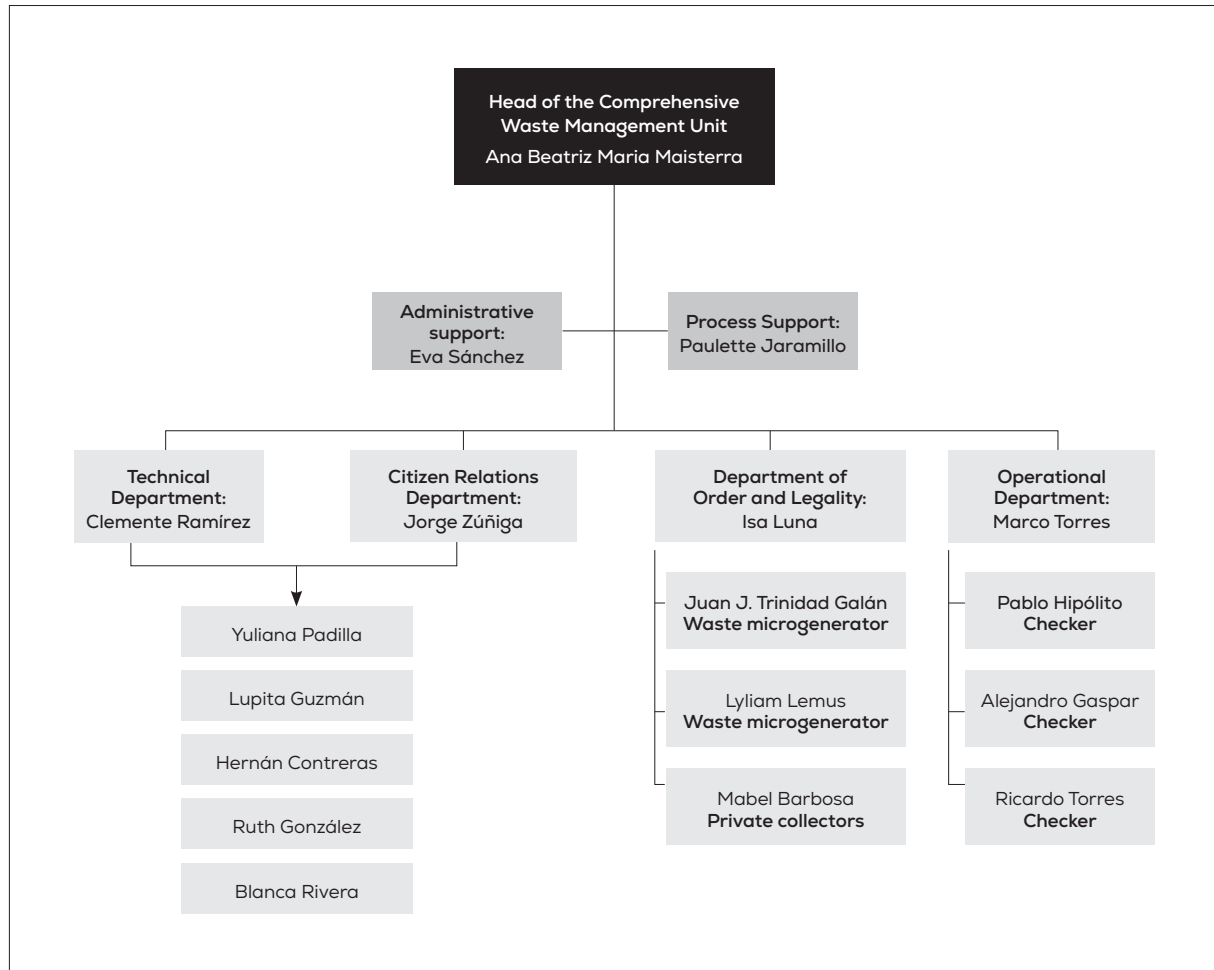 Head of the Comprehensive
Waste Management Unit
Ana Beatriz Maria Maisterra
Administrative
support:
Eva Sánchez
Process Support:
Paulette Jaramillo
Technical
Department:
Clemente Ramírez
Citizen Relations
Department:
Jorge Zúñiga
Department of
Order and Legality:
Isa Luna
Operational
Department:
Marco Torres
Yuliana Padilla
Lupita Guzmán
Hernán Contreras
Ruth González
Blanca Rivera
Juan J. Trinidad Galán
Waste microgenerator
Lyliam Lemus
Waste microgenerator
Mabel Barbosa
Private collectors
Pablo Hipólito
Checker
Alejandro Gaspar
Checker
Ricardo Torres
Checker